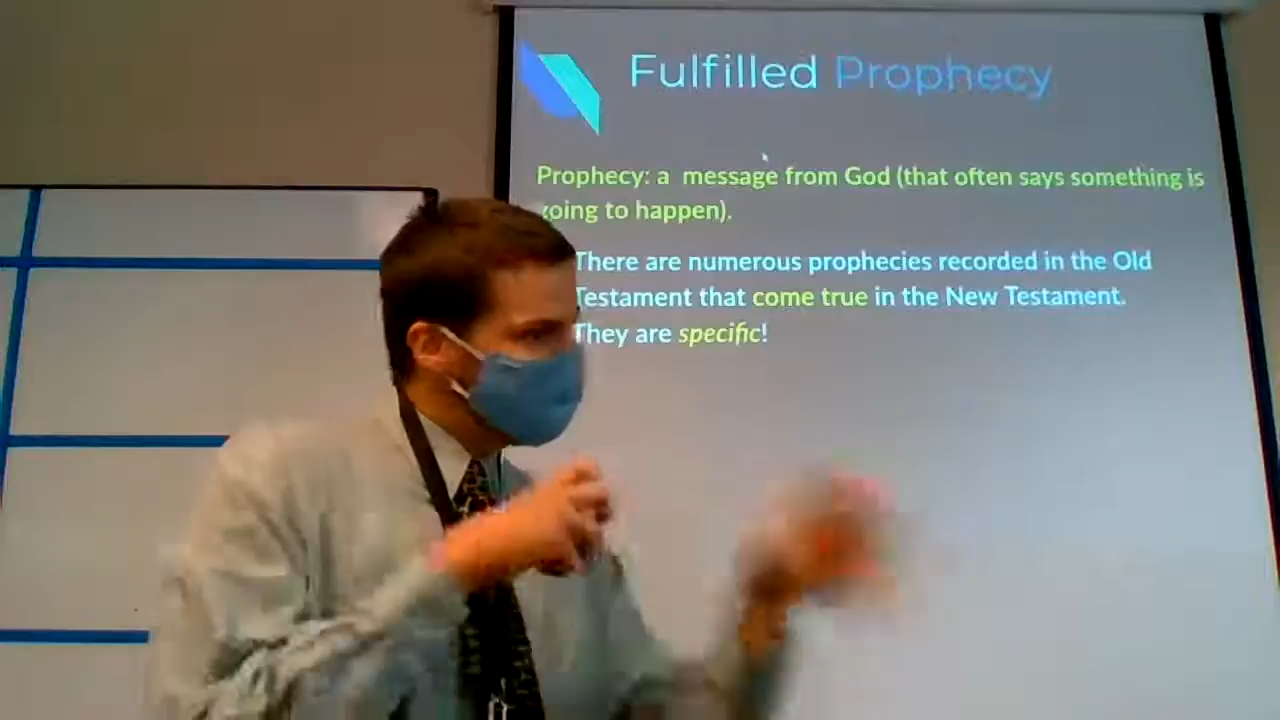 Fulfilled Prophecy
Prophecy: a message from God (that often says something is
going to happen).
There are numerous prophecies recorded in the Old
Testament that come true in the New Testament.
They are specific!